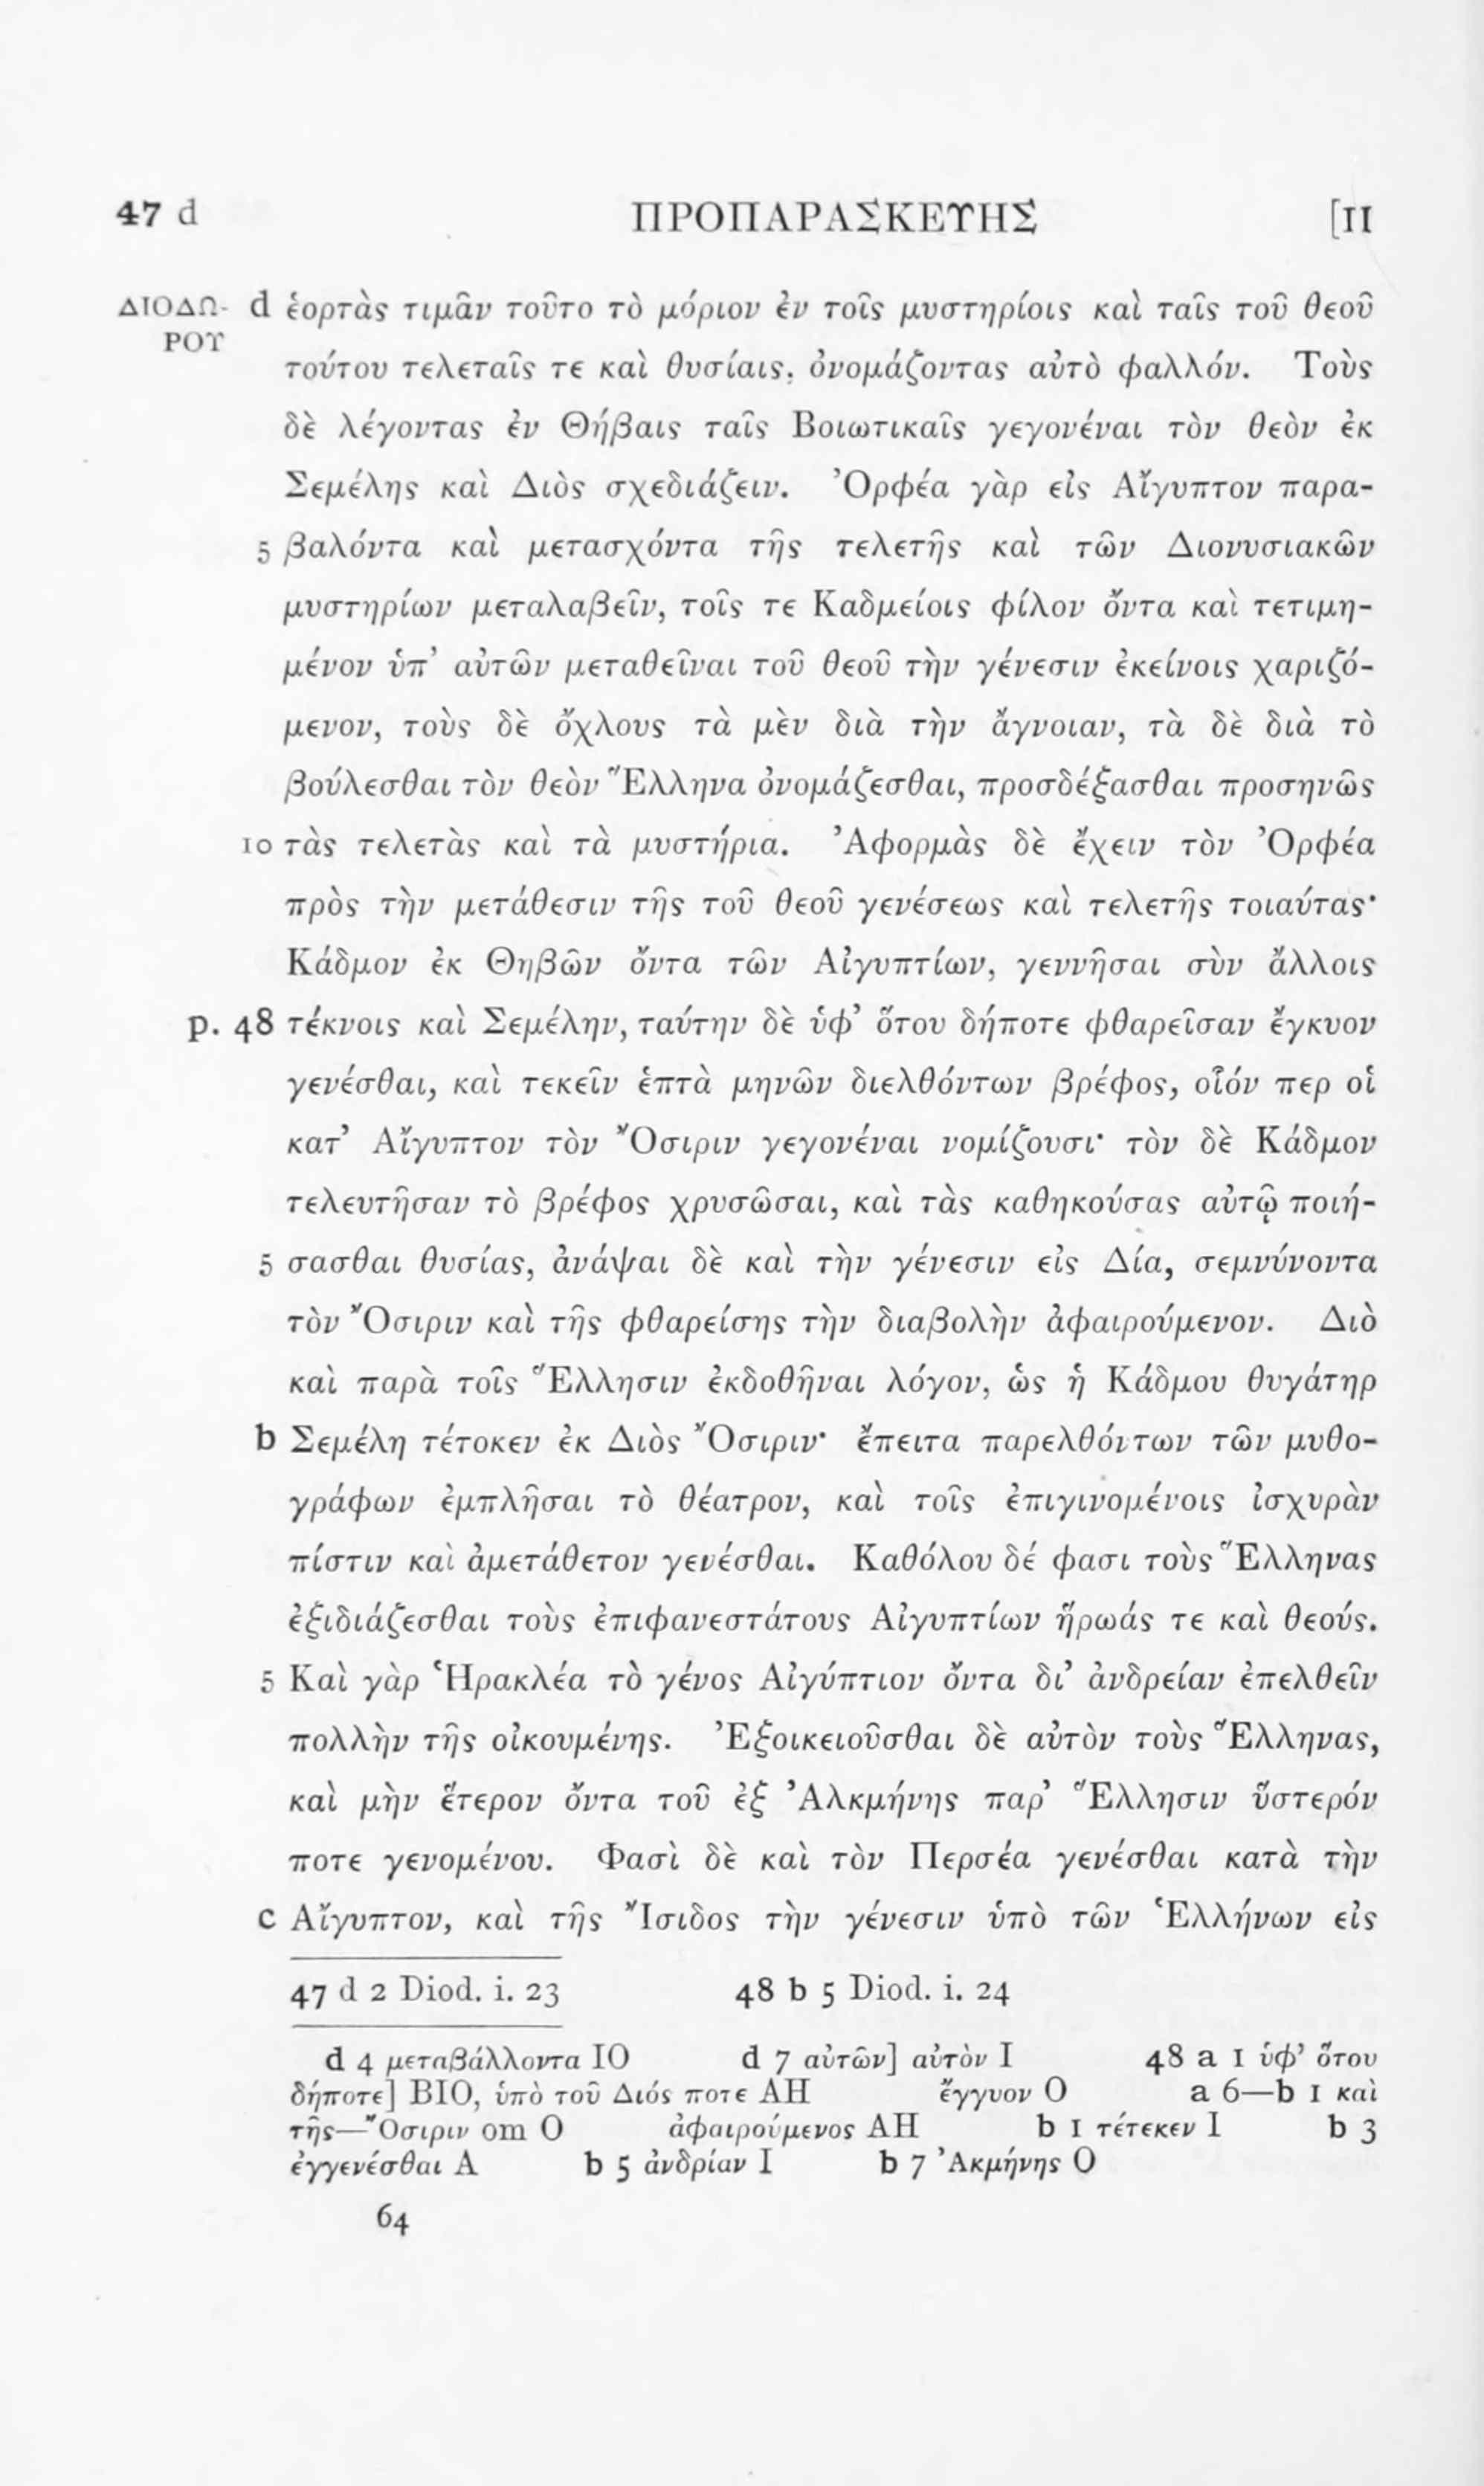 47 d ΠΡΟΠΑΡΑΣΚΕΥΗΣ [II
ΔΙΟΔΩ- d ἑορτὰς τιμᾶν τοῦτο τὸ μόριον ἐν τοῖς μυστηρίοις καὶ ταῖς τοῦ θεοῦ
ΡΟΥ
τούτου τελεταῖς τε καὶ θυσίαις, ὀνομάζοντας αὐτὸ φαλλόν. Τοὺς
δὲ λέγοντας ἐν Θήβαις ταῖς Βοιωτικαῖς γεγονέναι τὸν θεὸν ἐκ
Σεμέλης καὶ Διὸς σχεδιάζειν. Ὀρφέα γὰρ εἰς Αἴγυπτον παρα-
5 βαλόντα καὶ μετασχόντα τῆς τελετῆς καὶ τῶν Διονυσιακῶν
μυστηρίων μεταλαβεῖν, τοῖς τε Καδμείοις φίλον ὄντα καὶ τετιμη-
μένον ὑπ’ αὐτῶν μεταθεῖναι τοῦ θεοῦ τὴν γένεσιν ἐκείνοις χαριζό-
μενον, τοὺς δὲ ὄχλους τὰ μὲν διὰ τὴν ἄγνοιαν, τὰ δὲ διὰ τὸ
βούλεσθαι τὸν θεὸν Ἕλληνα ὀνομάζεσθαι, προσδέξασθαι προσηνῶς
10 τὰς τελετὰς καὶ τὰ μυστήρια. Ἀφορμὰς δὲ ἔχειν τὸν Ὀρφέα
πρὸς τὴν μετάθεσιν τῆς τοῦ θεοῦ γενέσεως καὶ τελετῆς τοιαύτας·
Κάδμον ἐκ Θηβῶν ὄντα τῶν Αἰγυπτίων, γεννῆσαι σὺν ἄλλοις
p. 48 τέκνοις καὶ Σεμέλην, ταύτην δὲ ὑφ’ ὅτου δήποτε φθαρεῖσαν ἔγκυον
γενέσθαι, καὶ τεκεῖν ἑπτὰ μηνῶν διελθόντων βρέφος, οἷόν περ οἱ
κατ’ Αἴγυπτον τὸν Ὄσιριν γεγονέναι νομίζουσι· τὸν δὲ Κάδμον
τελευτῆσαν τὸ βρέφος χρυσῶσαι, καὶ τὰς καθηκούσας αὐτῷ ποιή-
5 σασθαι θυσίας, ἀνάψαι δὲ καὶ τὴν γένεσιν εἰς Δία, σεμνύνοντα
τὸν Ὄσιριν καὶ τῆς φθαρείσης τὴν διαβολὴν ἀφαιρούμενον. Διὸ
καὶ παρὰ τοῖς Ἕλλησιν ἐκδοθῆναι λόγον, ὡς ἡ Κάδμου θυγάτηρ
b Σεμέλη τέτοκεν ἐκ Διὸς Ὄσιριν· ἔπειτα παρελθόντων τῶν μυθο-
γράφων ἐμπλῆσαι τὸ θέατρον, καὶ τοῖς ἐπιγινομένοις ἰσχυρὰν
πίστιν καὶ ἀμετάθετον γενέσθαι. Καθόλου δέ φασι τοὺς Ἕλληνας
ἐξιδιάζεσθαι τοὺς ἐπιφανεστάτους Αἰγυπτίων ἥρωάς τε καὶ θεούς.
5 Καὶ γὰρ Ἡρακλέα τὸ γένος Αἰγύπτιον ὄντα δι’ ἀνδρείαν ἐπελθεῖν
πολλὴν τῆς οἰκουμένης. Ἐξοικειοῦσθαι δὲ αὐτὸν τοὺς Ἕλληνας,
καὶ μὴν ἕτερον ὄντα τοῦ ἐξ Ἀλκμήνης παρ’ Ἕλλησιν ὕστερόν
ποτε γενομένου. Φασὶ δὲ καὶ τὸν Περσέα γενέσθαι κατὰ τὴν
c Αἴγυπτον, καὶ τῆς Ἴσιδος τὴν γένεσιν ὑπὸ τῶν Ἑλλήνων εἰς
47 d 2 Diod. i. 23 48 b 5 Diod. i. 24
d 4 μεταβάλλοντα IO d 7 αὐτῶν] αὐτὸν I 48 a 1 ὑφ’ ὅτου
δήποτε] BIO, ὑπὸ τοῦ Διός ποτε AH ἔγγυον O a 6—b 1 καὶ
τῆς—Ὄσιριν om O ἀφαιρούμενος AH b 1 τέτεκεν I b 3
ἐγγενέσθαι A b 5 ἀνδρίαν I b 7 Ἀκμήνης O
64